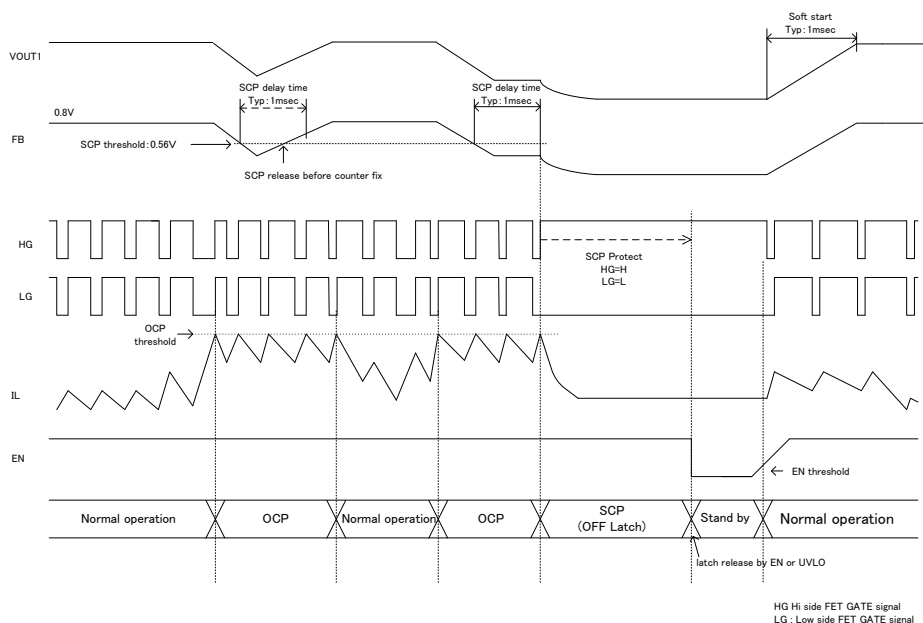 Soft start
Typ:1msec
VOUT1
SCP delay time
Typ:1msec
SCP delay time
Typ:1msec
0.8V
FB
SCP threshold:0.56V
SCP release before counter fix
HG
SCP Protect
HG=H
LG=L
LG
OCP
threshold
IL
EN
EN threshold
Normal operation
OCP
Normal operation
OCP
SCP
(OFF Latch)
Stand by
Normal operation
latch release by EN or UVLO
HG Hi side FET GATE signal
LG : Low side FET GATE signal